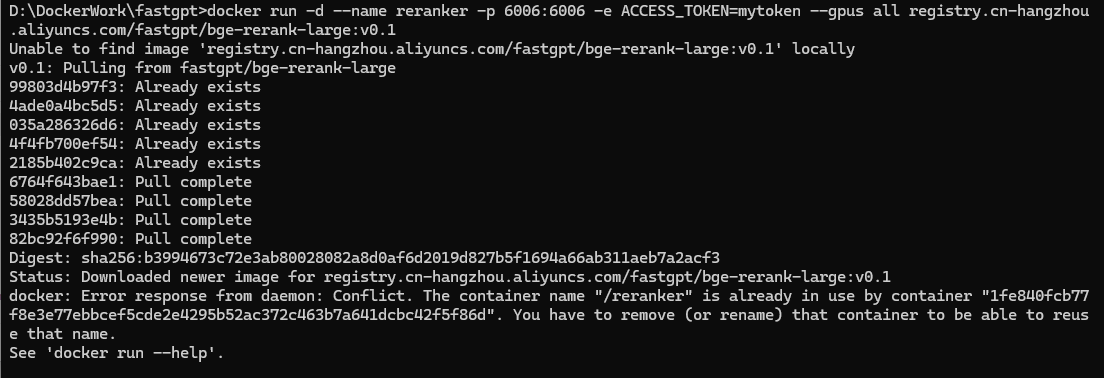 D:\DockerWork\fastgpt>docker run -d --name reranker -p 6006:6006 -e ACCESS_TOKEN=mytoken --gpus all registry.cn-hangzhou
.aliyuncs.com/fastgpt/bge-rerank-large:v0.1
Unable to find image 'registry.cn-hangzhou.aliyuncs.com/fastgpt/bge-rerank-large:v0.1' locally
v0.1: Pulling from fastgpt/bge-rerank-large
99803d4b97f3: Already exists
4ade0a4bc5d5: Already exists
035a286326d6: Already exists
4f4fb700ef54: Already exists
2185b402c9ca: Already exists
6764f643bae1: Pull complete
58028dd57bea: Pull complete
3435b5193e4b: Pull complete
82bc92f6f990: Pull complete
Digest: sha256:b3994673c72e3ab80028082a8d0af6d2019d827b5f1694a66ab311aeb7a2acf3
Status: Downloaded newer image for registry.cn-hangzhou.aliyuncs.com/fastgpt/bge-rerank-large:v0.1
docker: Error response from daemon: Conflict. The container name "/reranker" is already in use by container "1fe840fcb77
f8e3e77ebbcef5cde2e4295b52ac372c463b7a641dcbc42f5f86d". You have to remove (or rename) that container to be able to reus
e that name.
See 'docker run --help'.